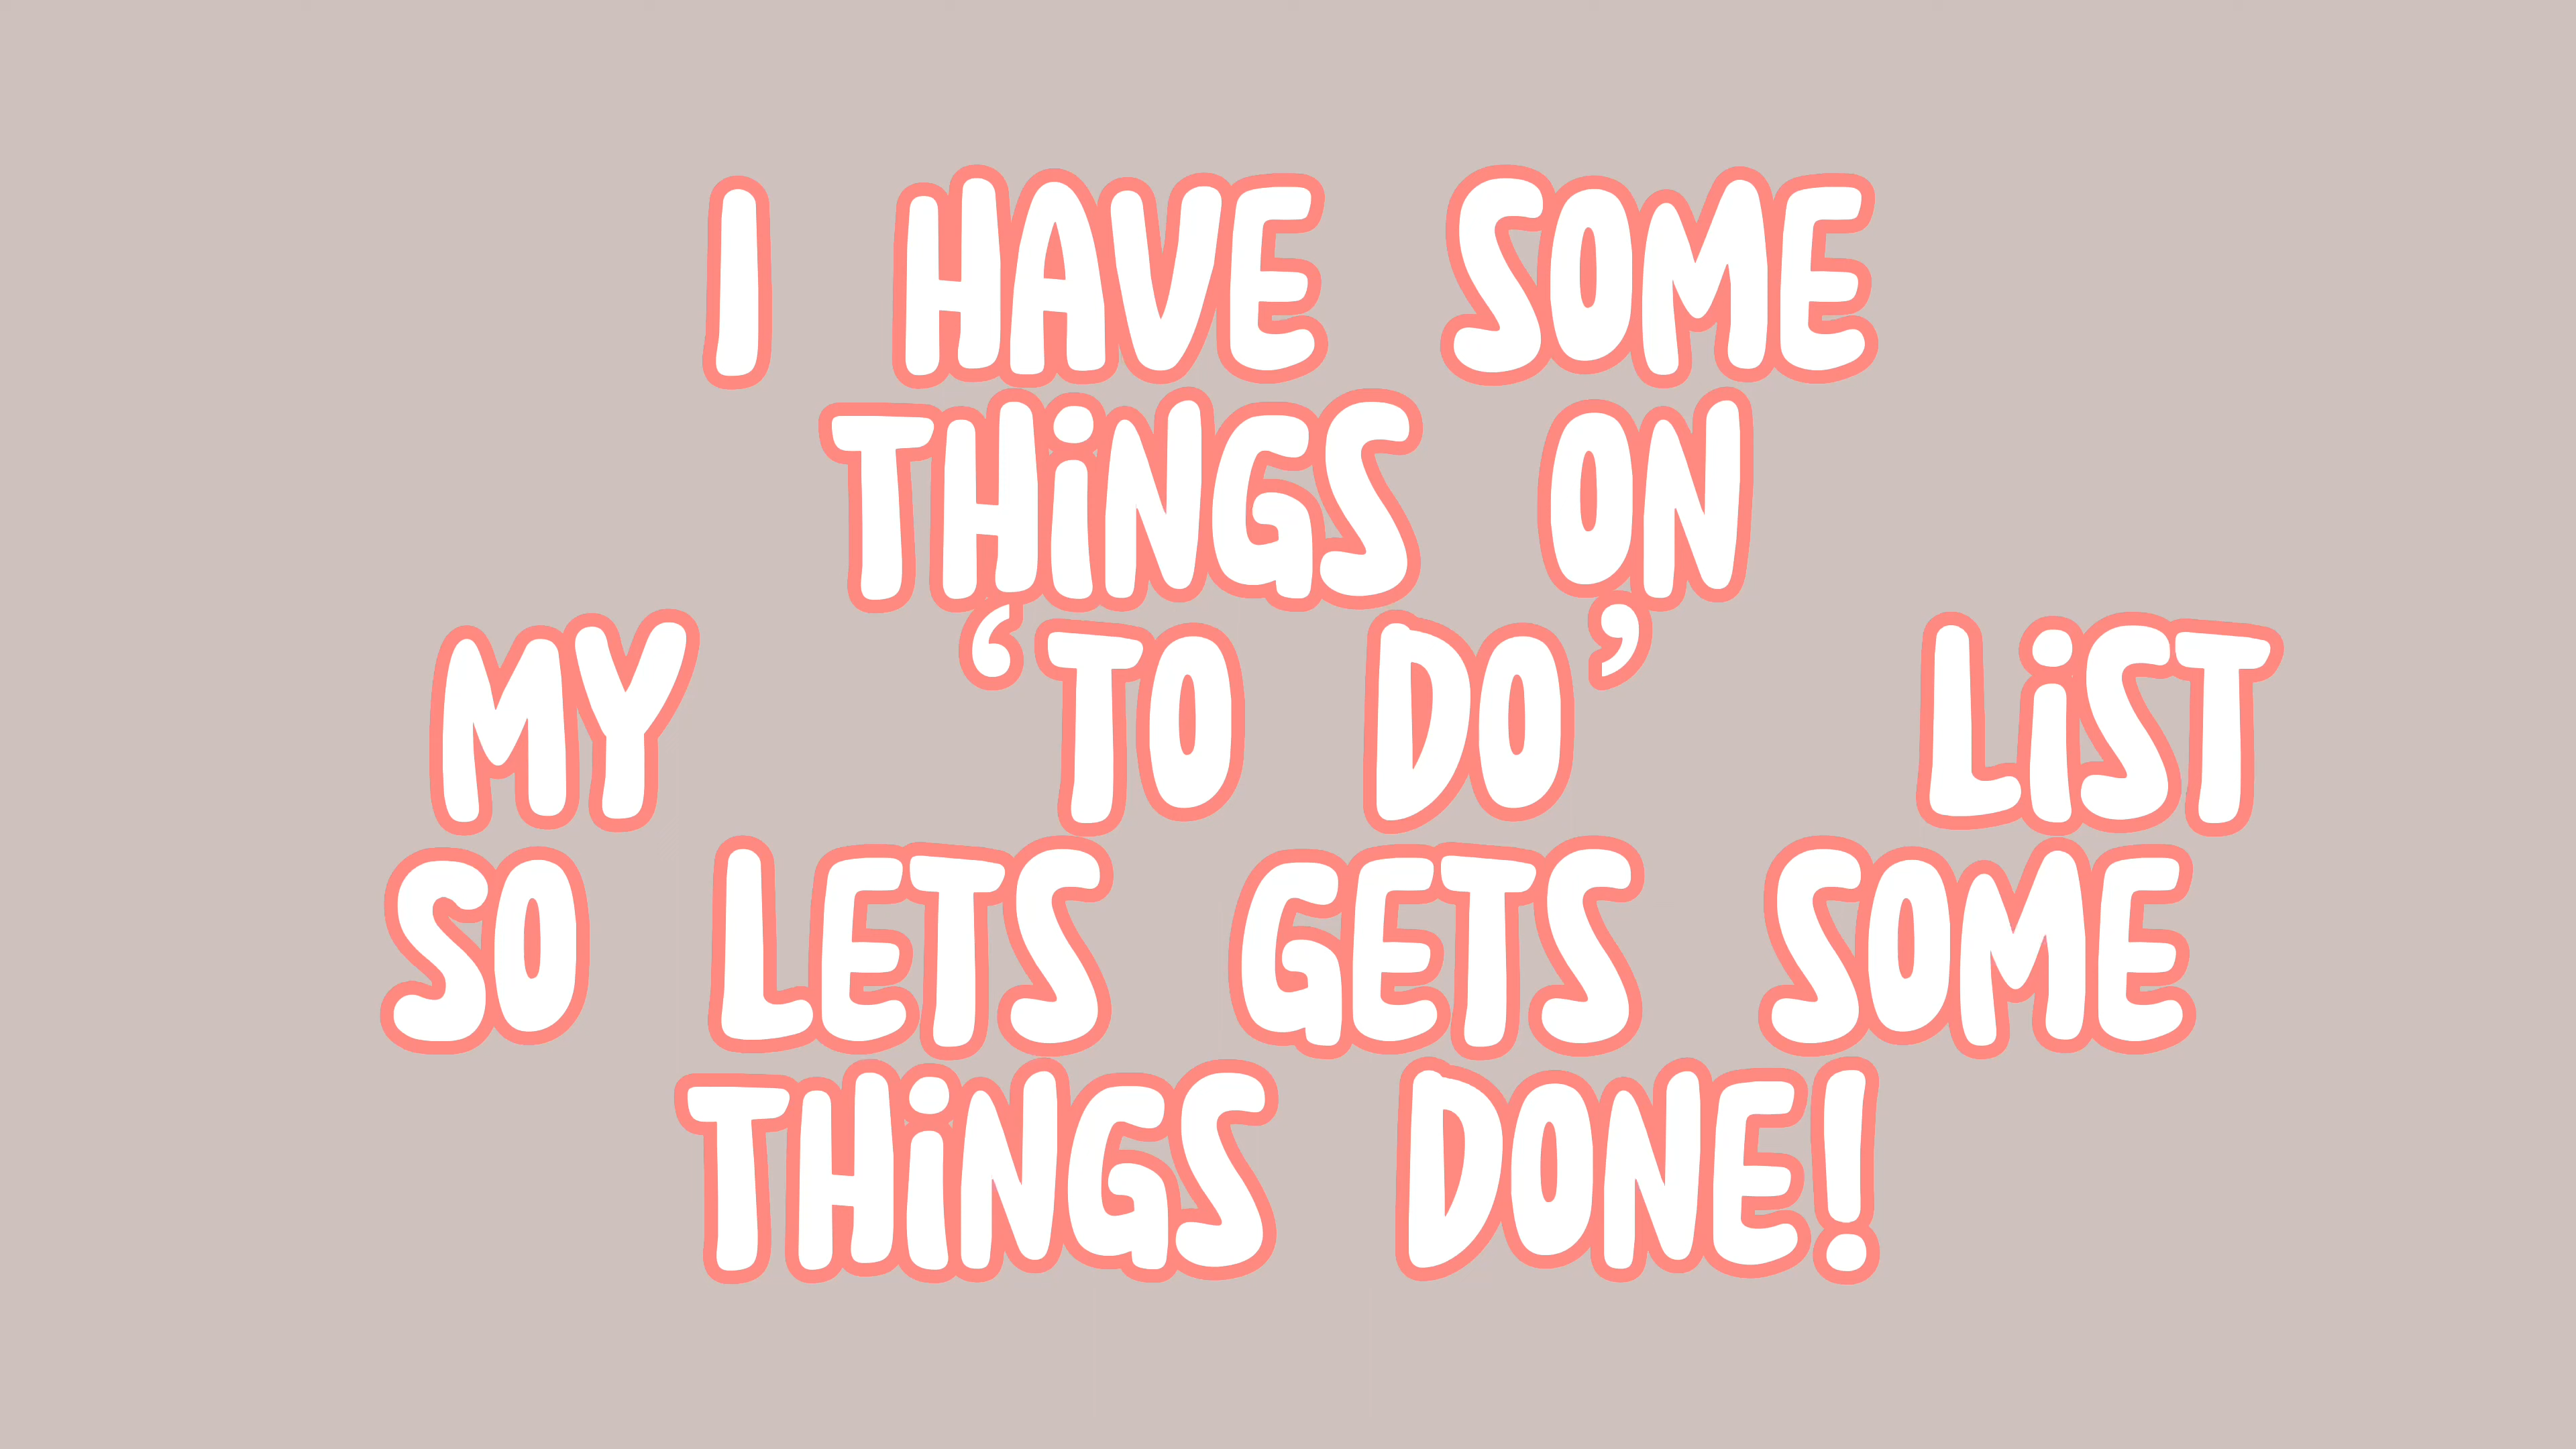 I HAVE SOME
THiNGS ON
MY ‘TO DO’ LiST
SO LETS GETS SOME
THiNGS DONE!